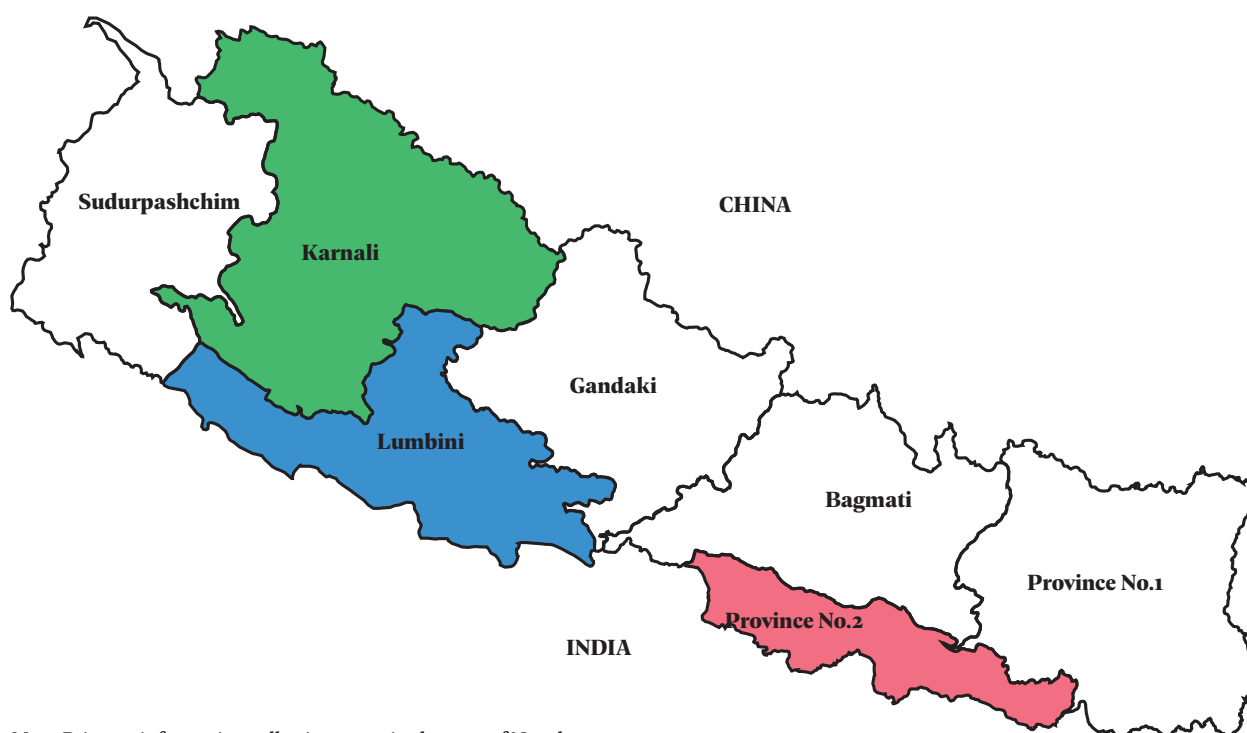 Sudurpashchim
CHINA
Karnali
Gandaki
Lumbini
Bagmati
Province No.1
Province No.2
INDIA